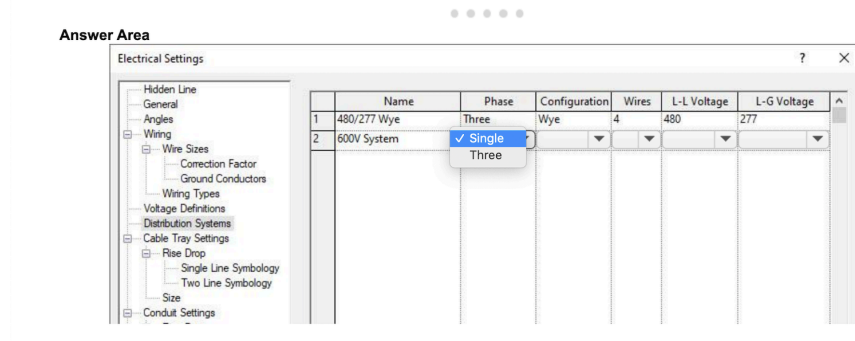 Answer Area
Electrical Settings ? ×
Hidden Line
General
Angles
Wiring
Wire Sizes
Correction Factor
Ground Conductors
Wiring Types
Voltage Definitions
Distribution Systems
Cable Tray Settings
Rise Drop
Single Line Symbology
Two Line Symbology
Size
Conduit Settings
Name Phase Configuration Wires L-L Voltage L-G Voltage
1 480/277 Wye Three Wye 4 480 277
2 600V System ✓ Single
Three